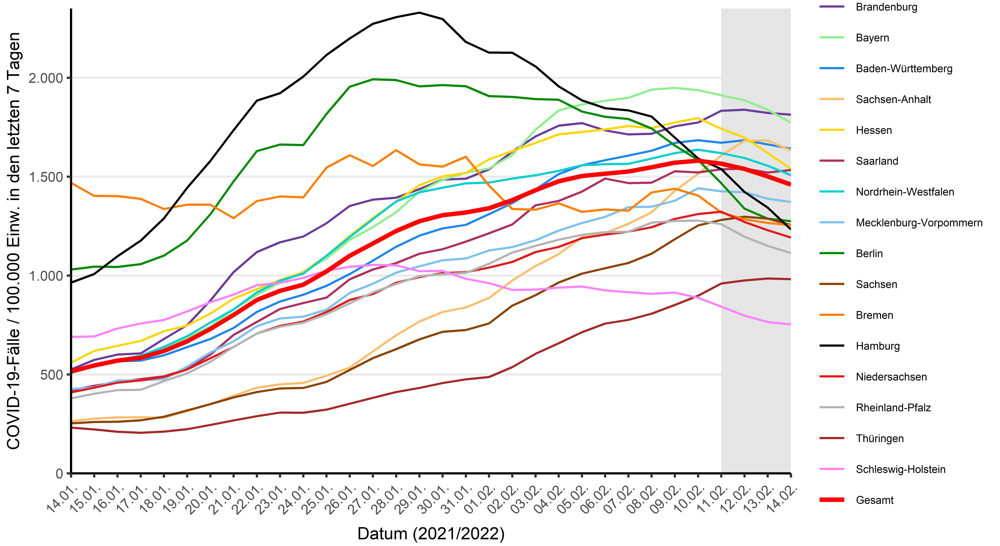 COVID-19-Fälle / 100.000 Einw. in den letzten 7 Tagen
2.000
1.500
1.000
500
0
14.01.
15.01.
16.01.
17.01.
18.01.
19.01.
20.01.
21.01.
22.01.
23.01.
24.01.
25.01.
26.01.
27.01.
28.01.
29.01.
30.01.
31.01.
01.02.
02.02.
03.02.
04.02.
05.02.
06.02.
07.02.
08.02.
09.02.
10.02.
11.02.
12.02.
13.02.
14.02.
Datum (2021/2022)
Brandenburg
Bayern
Baden-Württemberg
Sachsen-Anhalt
Hessen
Saarland
Nordrhein-Westfalen
Mecklenburg-Vorpommern
Berlin
Sachsen
Bremen
Hamburg
Niedersachsen
Rheinland-Pfalz
Thüringen
Schleswig-Holstein
Gesamt